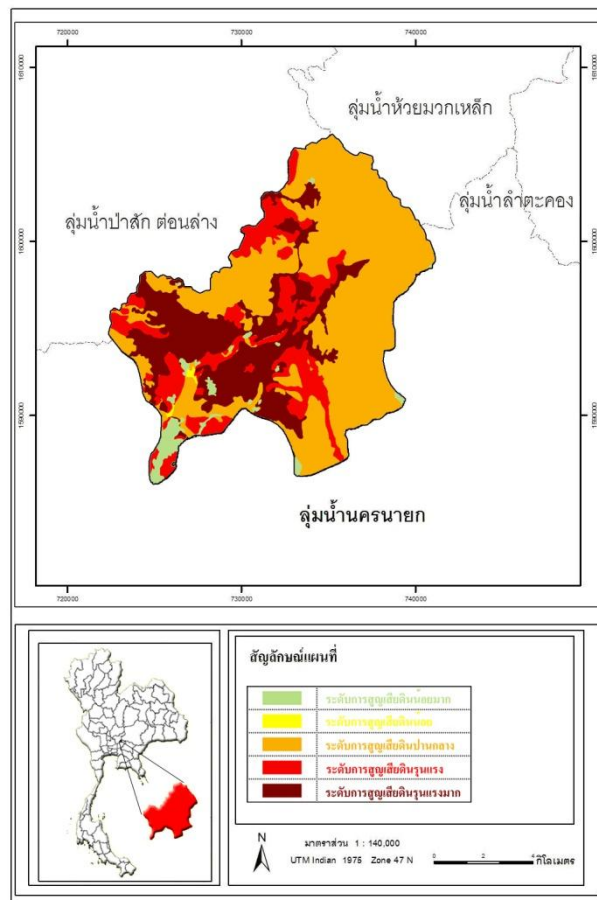 720000 730000 740000
1610000 1610000
ลุ่มน้ำห้วยมวกเหล็ก
ลุ่มน้ำลำตะคอง
ลุ่มน้ำป่าสัก ตอนล่าง
1600000 1600000
1590000 1590000
ลุ่มน้ำนครนายก
720000 730000 740000
สัญลักษณ์แผนที่
ระดับการสูญเสียดินน้อยมาก
ระดับการสูญเสียดินน้อย
ระดับการสูญเสียดินปานกลาง
ระดับการสูญเสียดินรุนแรง
ระดับการสูญเสียดินรุนแรงมาก
N
มาตราส่วน 1 : 140,000
UTM Indian 1975 Zone 47 N
0 2 4 กิโลเมตร